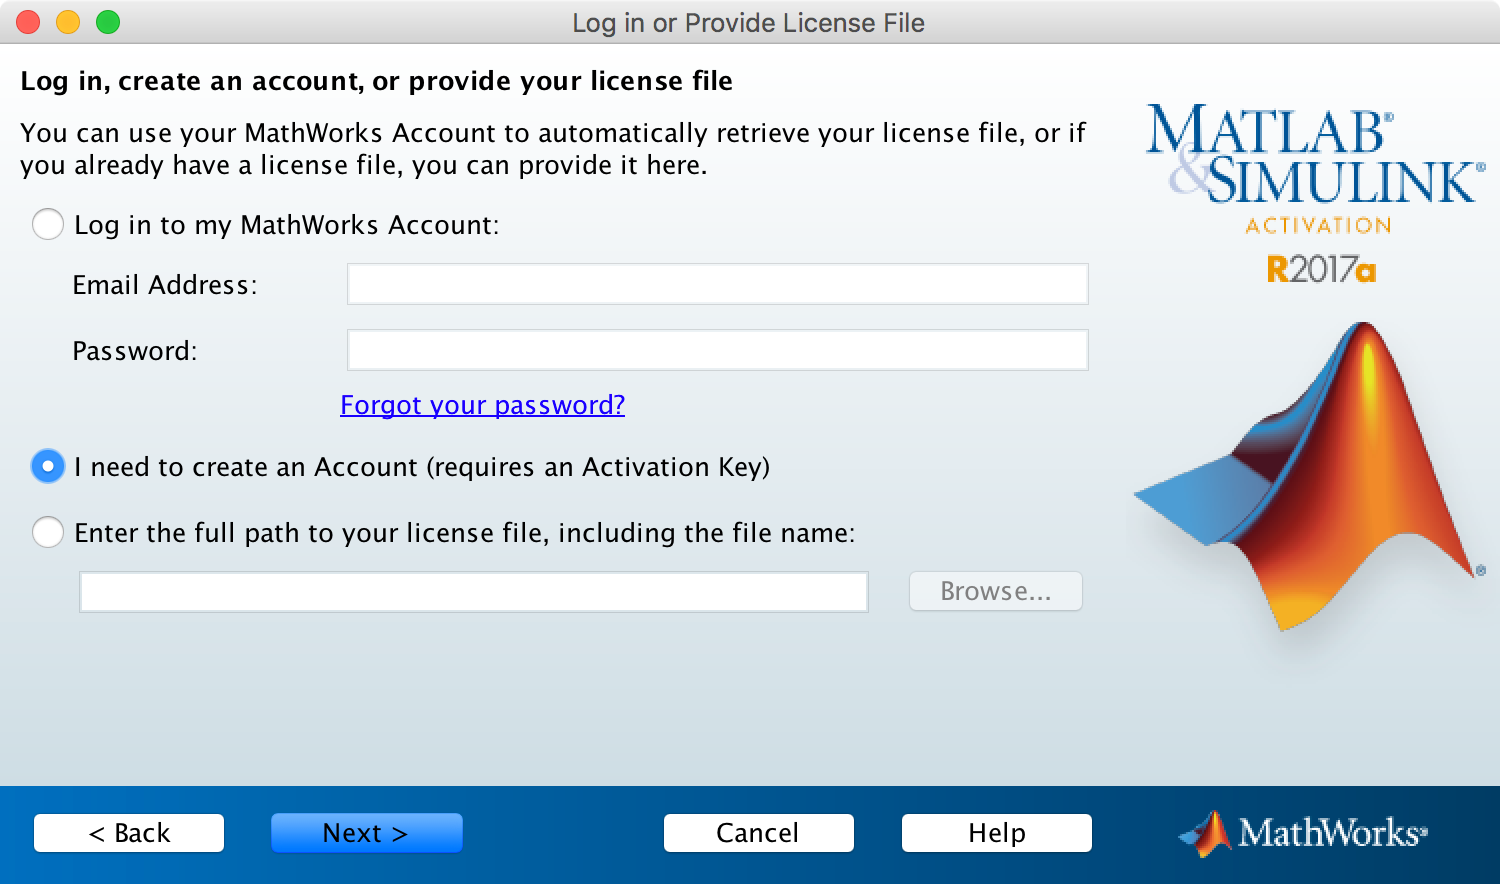 Log in or Provide License File
Log in, create an account, or provide your license file
You can use your MathWorks Account to automatically retrieve your license file, or if
you already have a license file, you can provide it here.
Log in to my MathWorks Account:
Email Address:
Password:
Forgot your password?
I need to create an Account (requires an Activation Key)
Enter the full path to your license file, including the file name:
Browse...
MATLAB®
&SIMULINK®
ACTIVATION
R2017a
®
< Back
Next >
Cancel
Help
MathWorks®